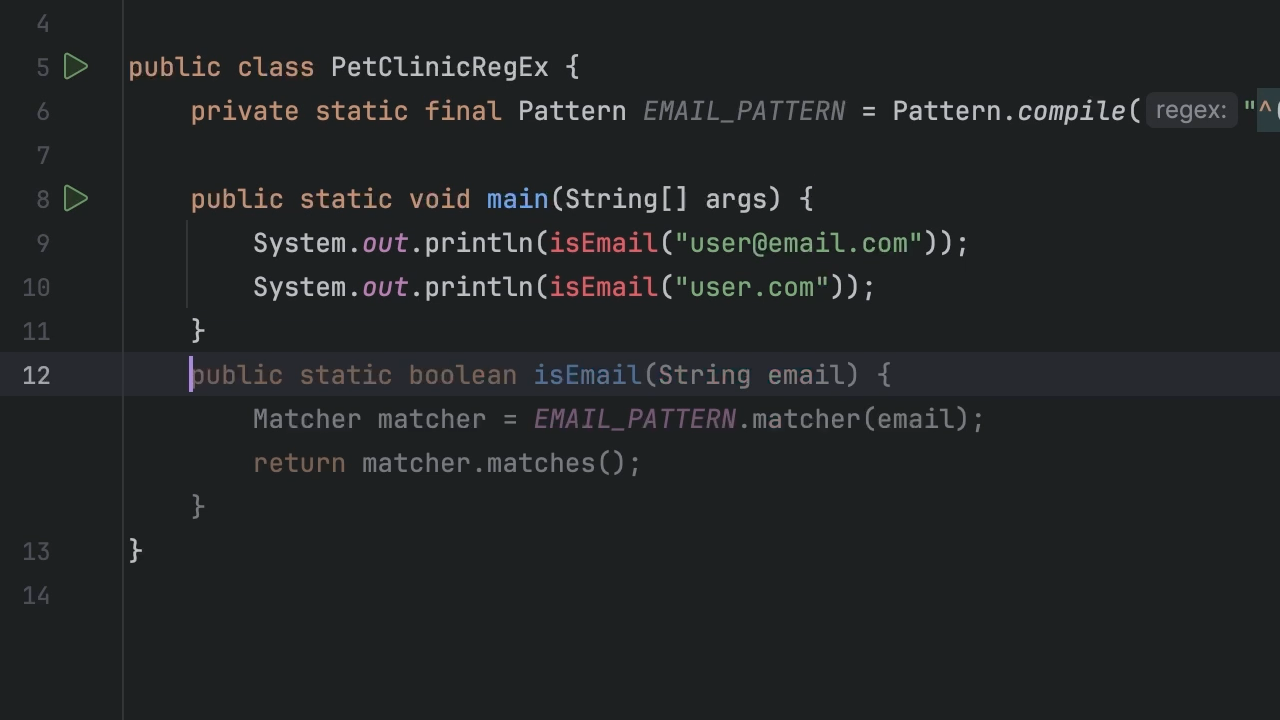 4
5 public class PetClinicRegEx {
6 private static final Pattern EMAIL_PATTERN = Pattern.compile( regex: "^(
7
8 public static void main(String[] args) {
9 System.out.println(isEmail("user@email.com"));
10 System.out.println(isEmail("user.com"));
11 }
12 public static boolean isEmail(String email) {
Matcher matcher = EMAIL_PATTERN.matcher(email);
return matcher.matches();
}
13 }
14